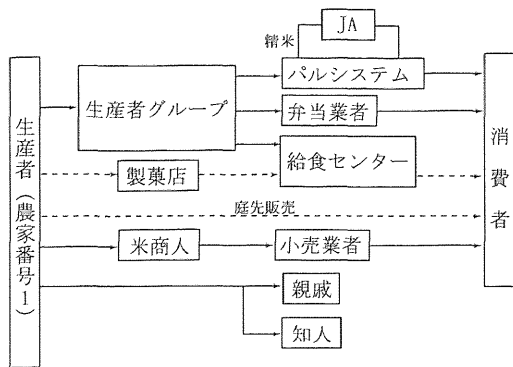 JA
精米
パルシステム
生産者グループ
弁当業者
給食センター
製菓店
庭先販売
米商人
小売業者
親戚
知人
生産者(農家番号1)
消費者